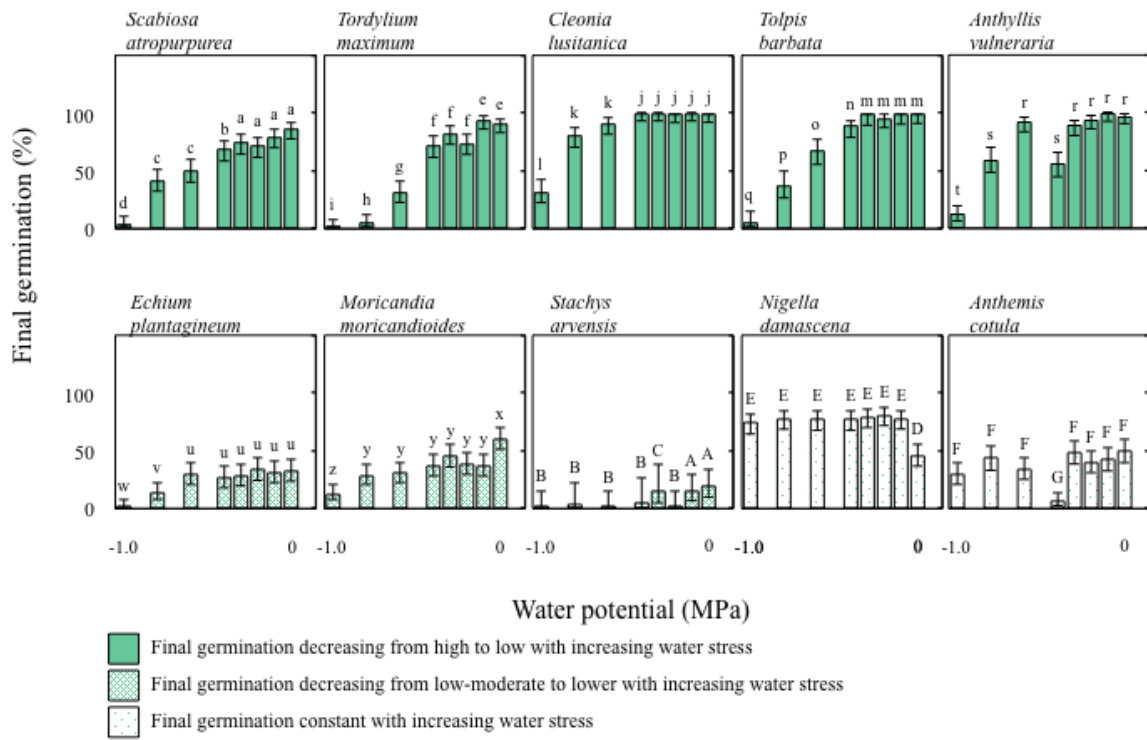 Scabiosa atropurpurea
Tordylium maximum
Cleonia lusitanica
Tolpis barbata
Anthyllis vulneraria
Final germination (%)
100
50
0
d c c b a a a a
i h g f f f e e
l k k j j j j j
q p o n m m m m
t s r s r r r r
Echium plantagineum
Moricandia moricandioides
Stachys arvensis
Nigella damascena
Anthemis cotula
100
50
0
w v u u u u u u
z y y y y y y x
B B B B C B A A
E E E E E E E D
F F F G F F F F
-1.0 0 -1.0 0 -1.0 0 -1.0 0 -1.0 0
Water potential (MPa)
Final germination decreasing from high to low with increasing water stress
Final germination decreasing from low-moderate to lower with increasing water stress
Final germination constant with increasing water stress